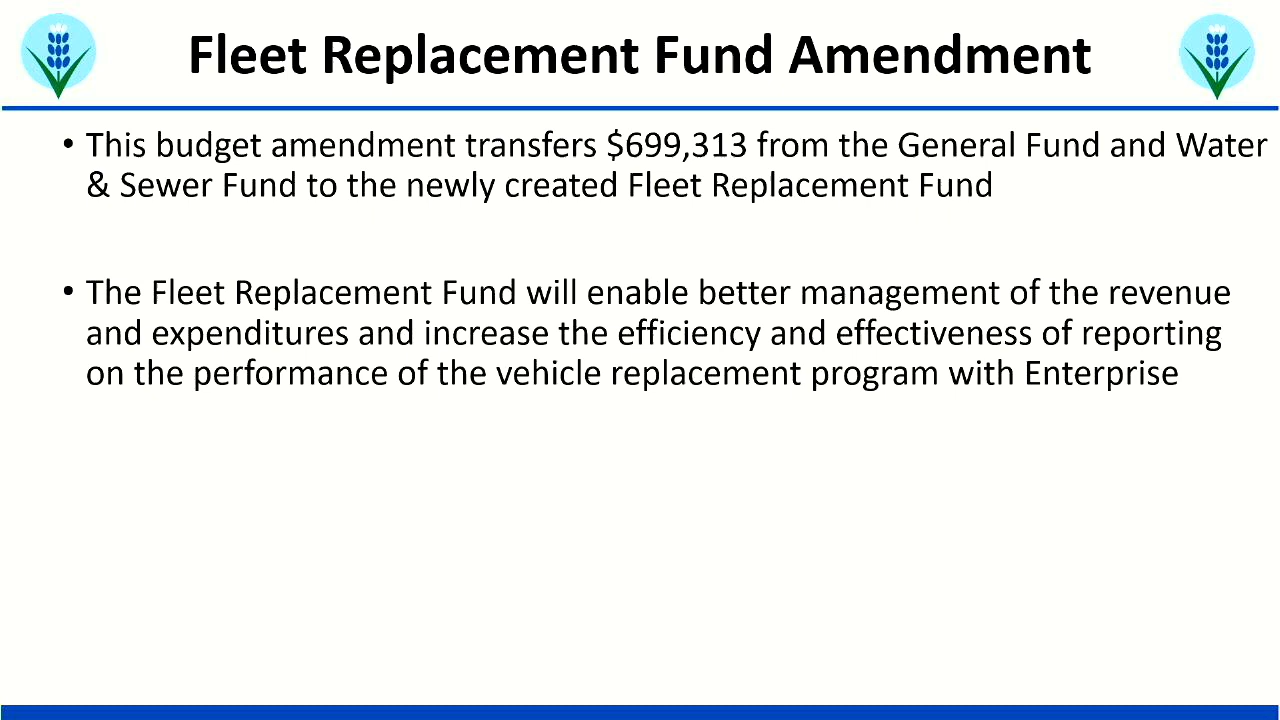 Fleet Replacement Fund Amendment
• This budget amendment transfers $699,313 from the General Fund and Water
& Sewer Fund to the newly created Fleet Replacement Fund
• The Fleet Replacement Fund will enable better management of the revenue
and expenditures and increase the efficiency and effectiveness of reporting
on the performance of the vehicle replacement program with Enterprise